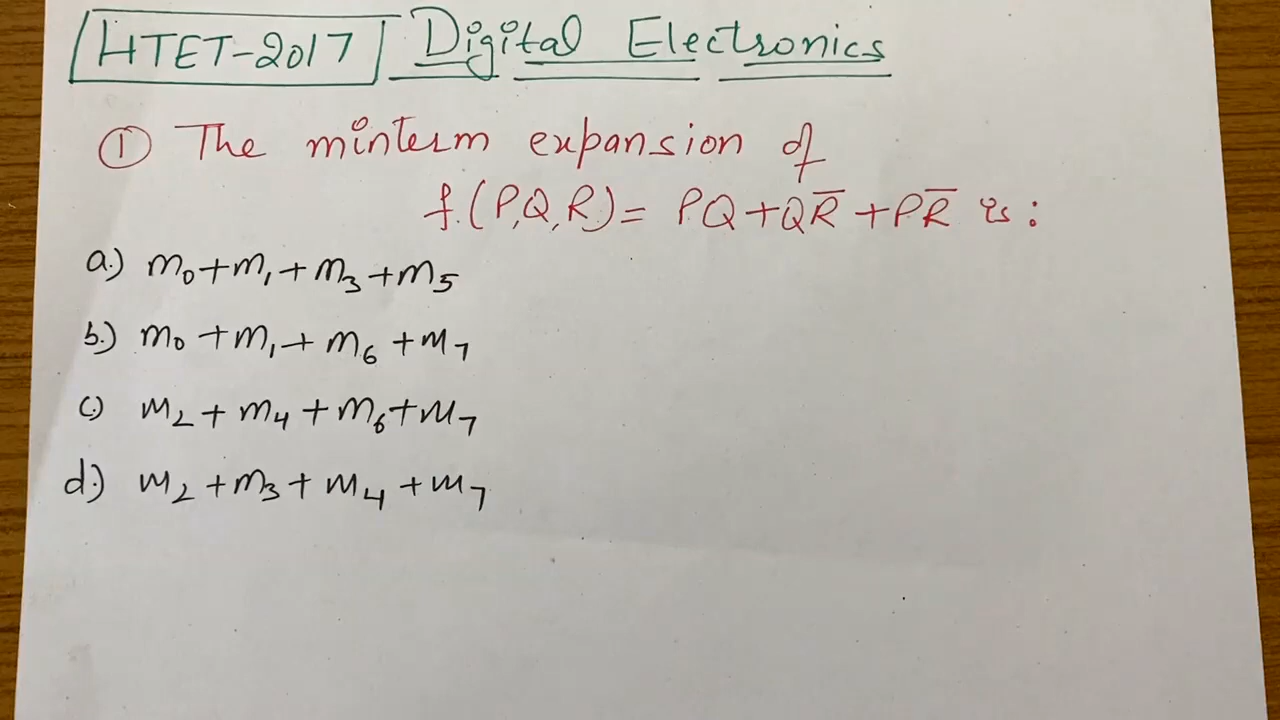 HTET-2017 Digital Electronics
① The minterm expansion of
f(P,Q,R) = PQ+QR̅+PR̅ is:
a.) m₀+m₁+m₃+m₅
b.) m₀+m₁+m₆+m₇
c.) m₂+m₄+m₆+m₇
d.) m₂+m₃+m₄+m₇